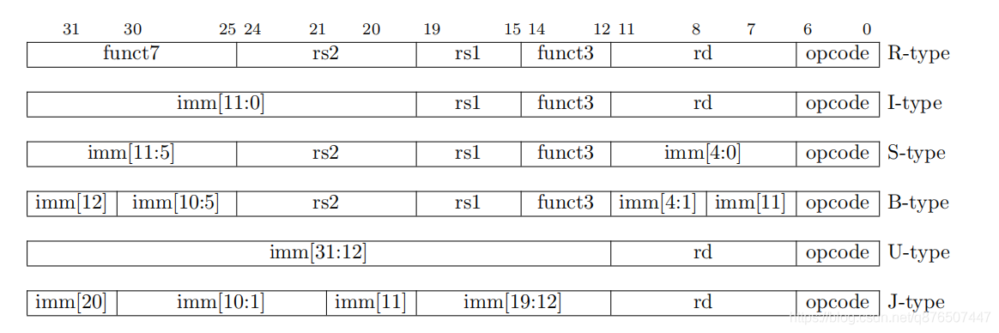 31 30 25 24 21 20 19 15 14 12 11 8 7 6 0
funct7 rs2 rs1 funct3 rd opcode R-type
imm[11:0] rs1 funct3 rd opcode I-type
imm[11:5] rs2 rs1 funct3 imm[4:0] opcode S-type
imm[12] imm[10:5] rs2 rs1 funct3 imm[4:1] imm[11] opcode B-type
imm[31:12] rd opcode U-type
imm[20] imm[10:1] imm[11] imm[19:12] rd opcode J-type
https://blog.csdn.net/q876507447